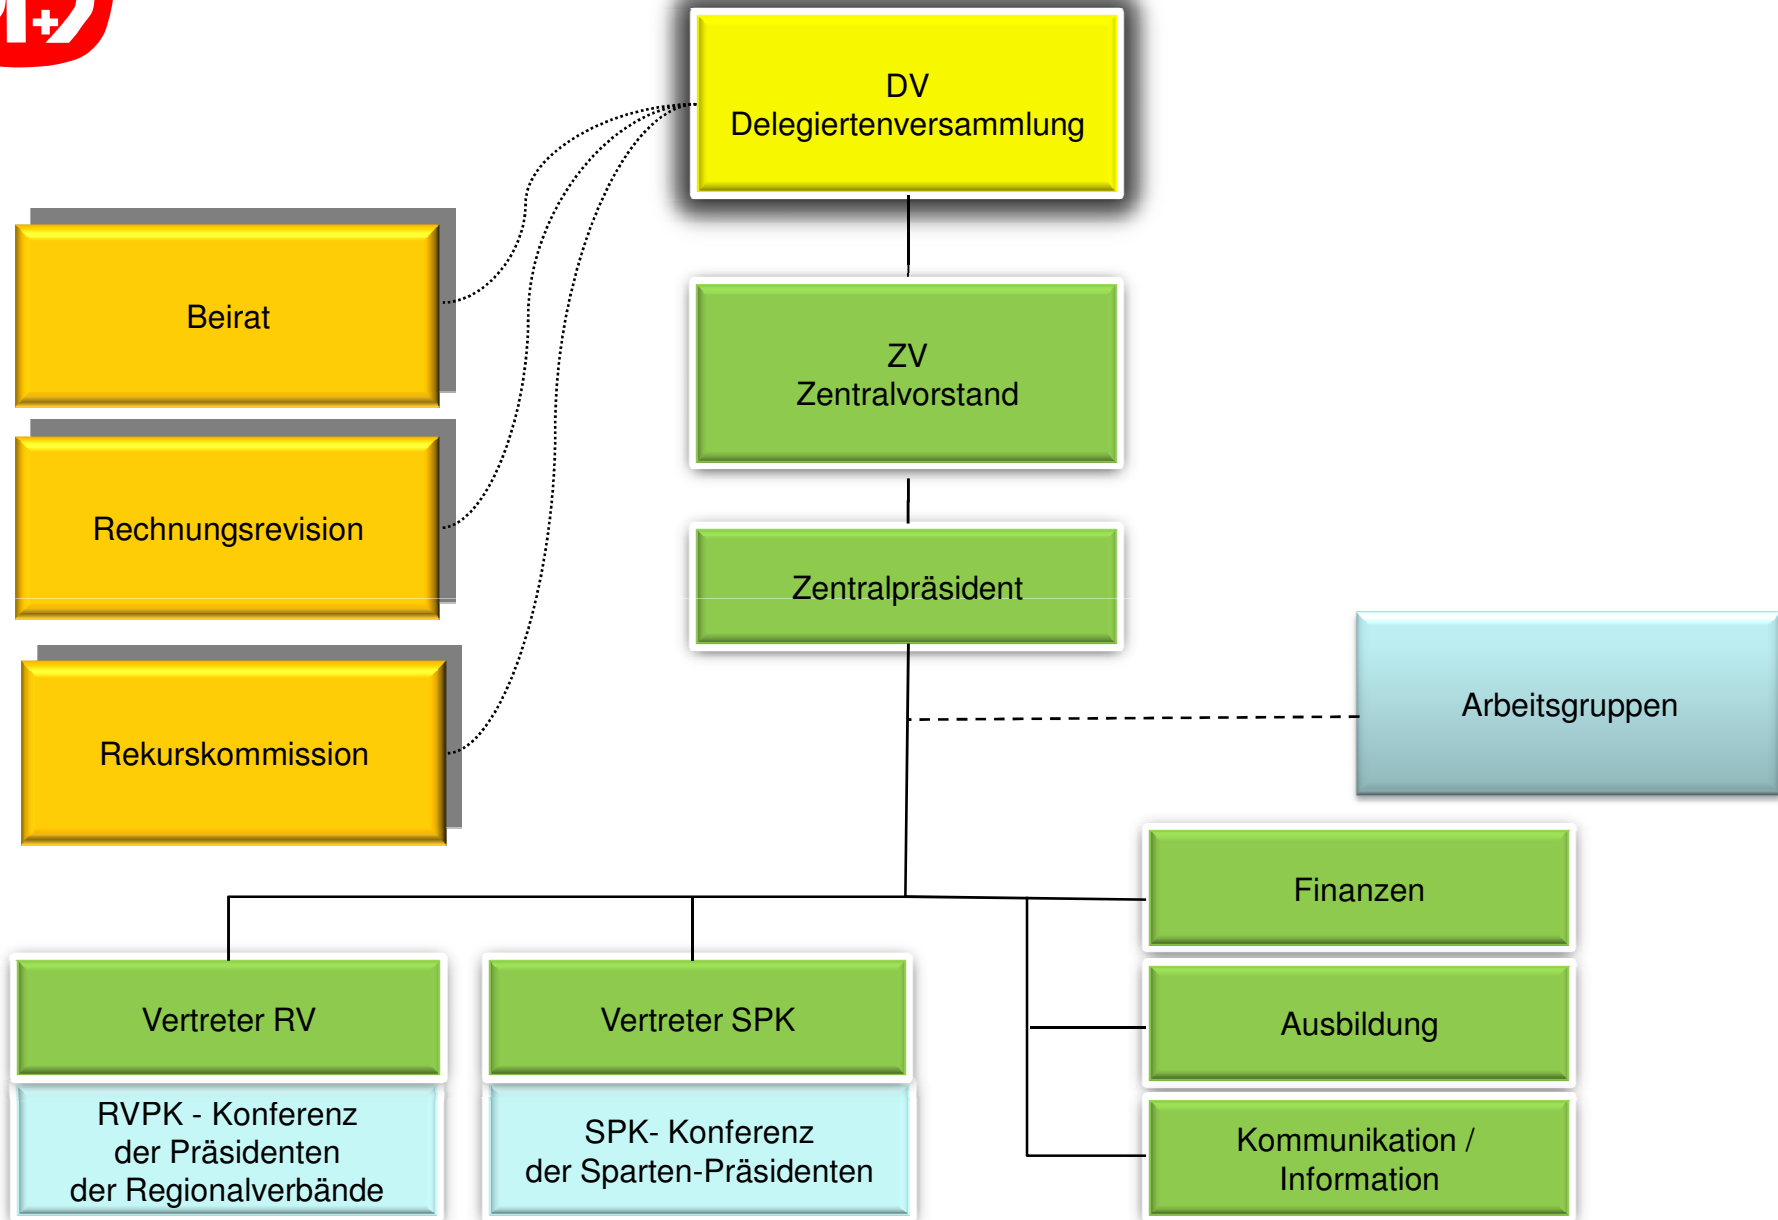 DV
Delegiertenversammlung
Beirat
ZV
Zentralvorstand
Rechnungsrevision
Zentralpräsident
Arbeitsgruppen
Rekurskommission
Finanzen
Vertreter RV
Vertreter SPK
Ausbildung
RVPK - Konferenz
der Präsidenten
der Regionalverbände
SPK- Konferenz
der Sparten-Präsidenten
Kommunikation /
Information